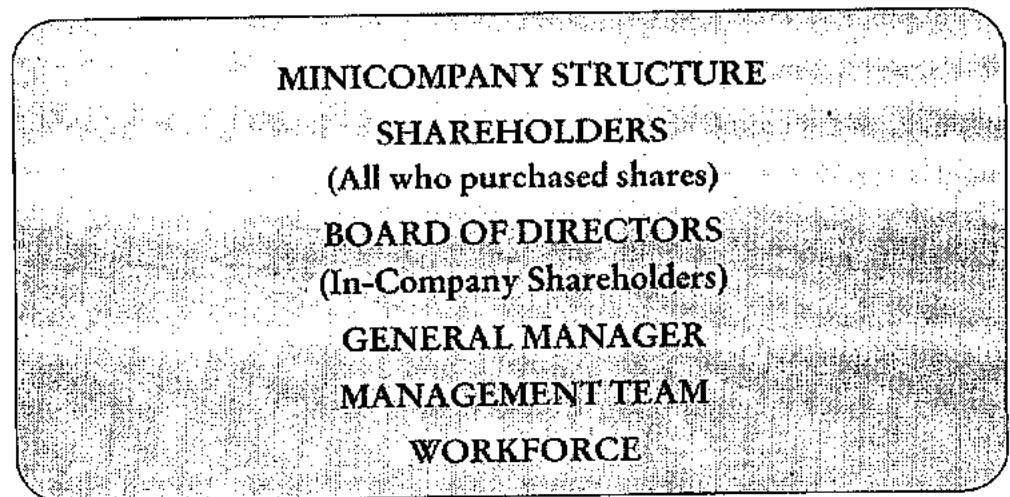 MINICOMPANY STRUCTURE
SHAREHOLDERS
(All who purchased shares)
BOARD OF DIRECTORS
(In-Company Shareholders)
GENERAL MANAGER
MANAGEMENT TEAM
WORKFORCE